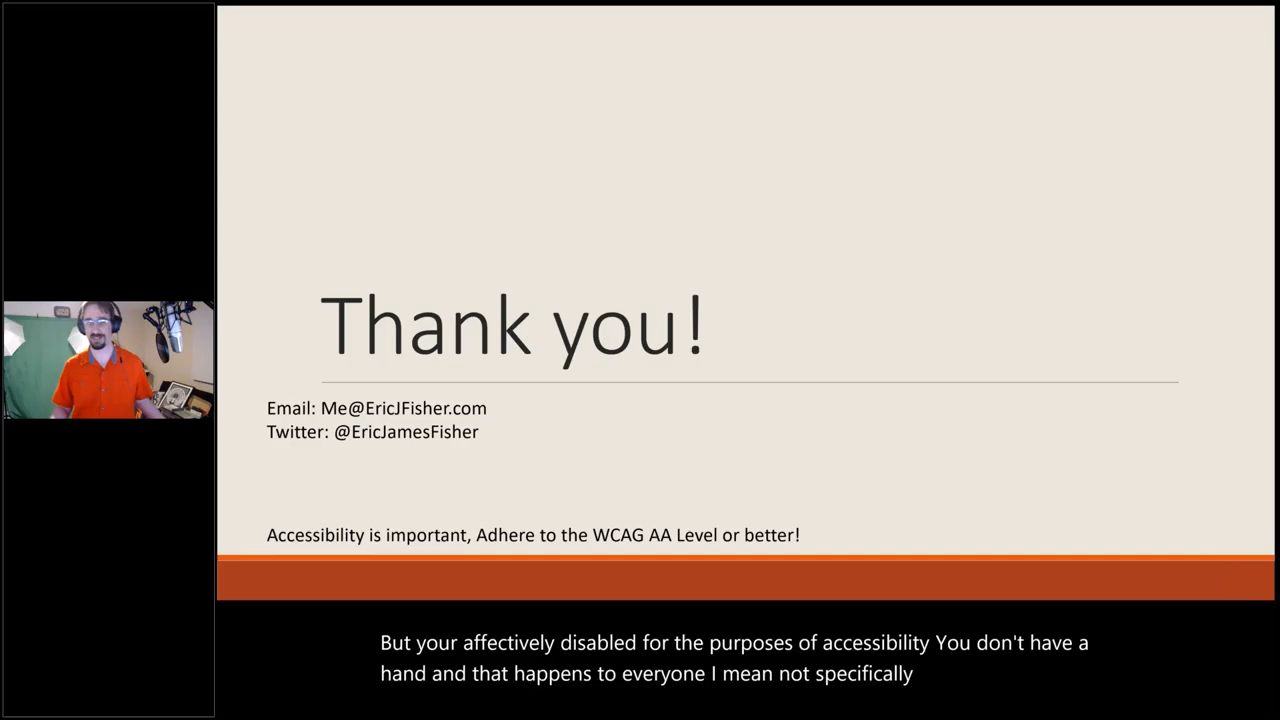 Thank you!
Email: Me@EricJFisher.com
Twitter: @EricJamesFisher
Accessibility is important, Adhere to the WCAG AA Level or better!
But your affectively disabled for the purposes of accessibility You don't have a
hand and that happens to everyone I mean not specifically